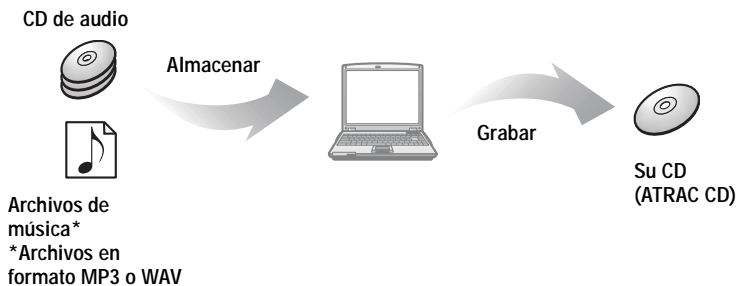 CD de audio
Almacenar
Grabar
Su CD
(ATRAC CD)
Archivos de
música*
*Archivos en
formato MP3 o WAV